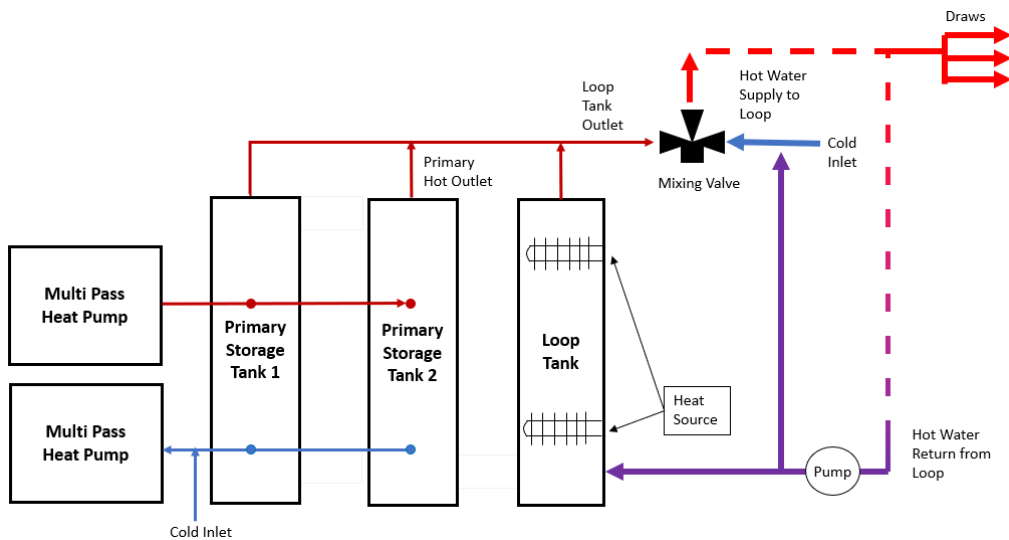 Draws
Loop
Tank
Outlet
Hot Water
Supply to
Loop
Cold
Inlet
Mixing Valve
Primary
Hot Outlet
Multi Pass
Heat Pump
Primary
Storage
Tank 1
Primary
Storage
Tank 2
Loop
Tank
Heat
Source
Multi Pass
Heat Pump
Pump
Hot Water
Return from
Loop
Cold Inlet